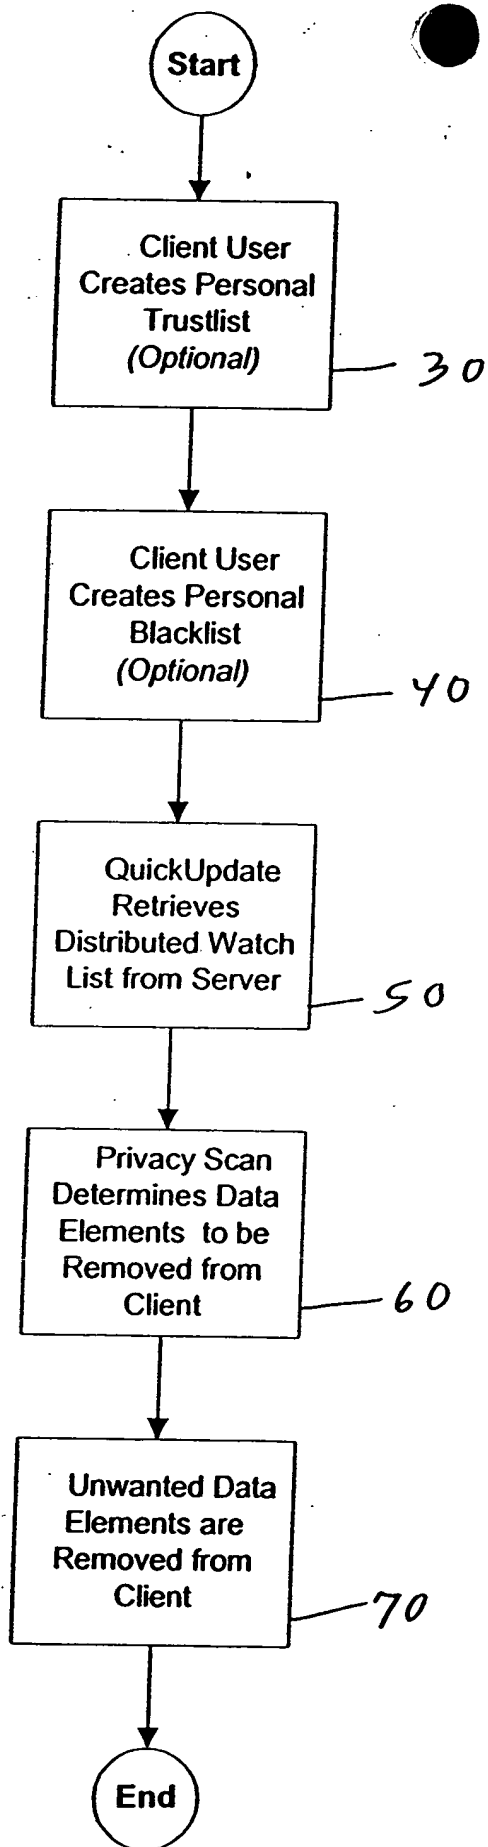 Start
Client User
Creates Personal
Trustlist
(Optional)
30
Client User
Creates Personal
Blacklist
(Optional)
40
QuickUpdate
Retrieves
Distributed Watch
List from Server
50
Privacy Scan
Determines Data
Elements to be
Removed from
Client
60
Unwanted Data
Elements are
Removed from
Client
70
End